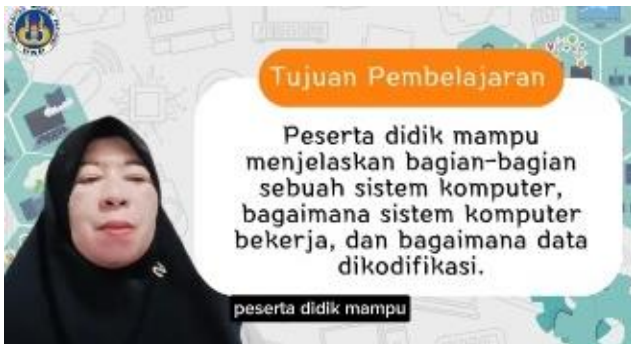 Tujuan Pembelajaran
Peserta didik mampu
menjelaskan bagian-bagian
sebuah sistem komputer,
bagaimana sistem komputer
bekerja, dan bagaimana data
dikodifikasi.
peserta didik mampu